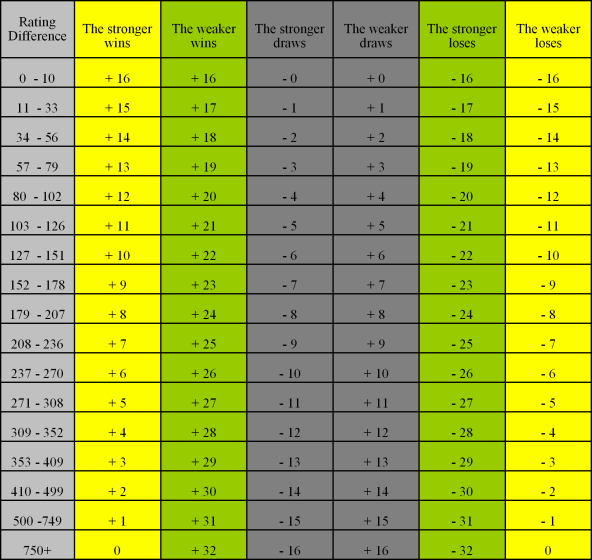 Rating Difference The stronger wins The weaker wins The stronger draws The weaker draws The stronger loses The weaker loses
0 - 10 + 16 + 16 - 0 + 0 - 16 - 16
11 - 33 + 15 + 17 - 1 + 1 - 17 - 15
34 - 56 + 14 + 18 - 2 + 2 - 18 - 14
57 - 79 + 13 + 19 - 3 + 3 - 19 - 13
80 - 102 + 12 + 20 - 4 + 4 - 20 - 12
103 - 126 + 11 + 21 - 5 + 5 - 21 - 11
127 - 151 + 10 + 22 - 6 + 6 - 22 - 10
152 - 178 + 9 + 23 - 7 + 7 - 23 - 9
179 - 207 + 8 + 24 - 8 + 8 - 24 - 8
208 - 236 + 7 + 25 - 9 + 9 - 25 - 7
237 - 270 + 6 + 26 - 10 + 10 - 26 - 6
271 - 308 + 5 + 27 - 11 + 11 - 27 - 5
309 - 352 + 4 + 28 - 12 + 12 - 28 - 4
353 - 409 + 3 + 29 - 13 + 13 - 29 - 3
410 - 499 + 2 + 30 - 14 + 14 - 30 - 2
500 -749 + 1 + 31 - 15 + 15 - 31 - 1
750+ 0 + 32 - 16 + 16 - 32 0